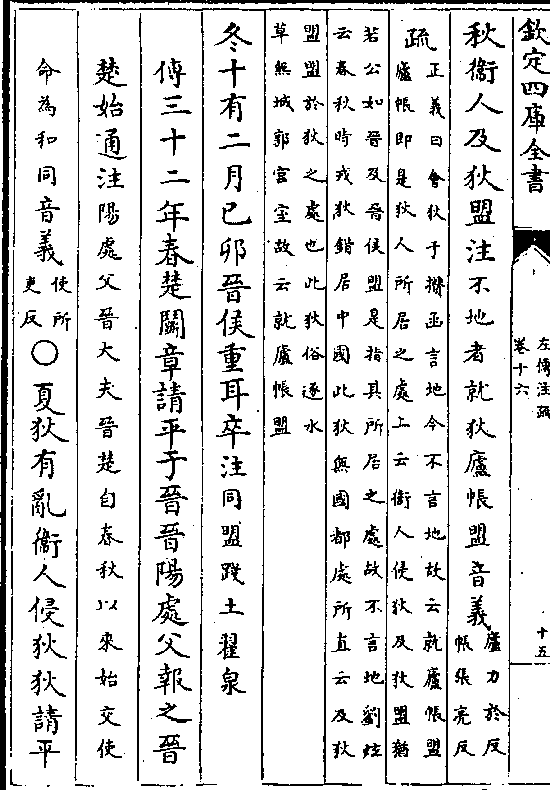 欽定四庫全書
左傳注疏
卷十六
十五
秋衛人及狄盟注不地者就狄廬帳盟音義廬力於反
帳張亮反
疏正義曰會狄于攢函言地今不言地故云就廬帳盟
廬帳即是狄人所居之處上云衛人侵狄及狄盟猶
若公如晉及晉侯盟是指其所居之處故不言地劉炫
云春秋時戎狄錯居中國此狄無國都處所直云及狄
盟盟於狄之處也此狄俗逐水
草無城郭宫室故云就廬帳盟
冬十有二月己卯晉侯重耳卒注同盟踐土翟泉
傳三十二年春楚鬬章請平于晉晉陽處父報之晉
楚始通注陽處父晉大夫晉楚自春秋以來始交使
命為和同音義使所
吏反
○夏狄有亂衛人侵狄狄請平